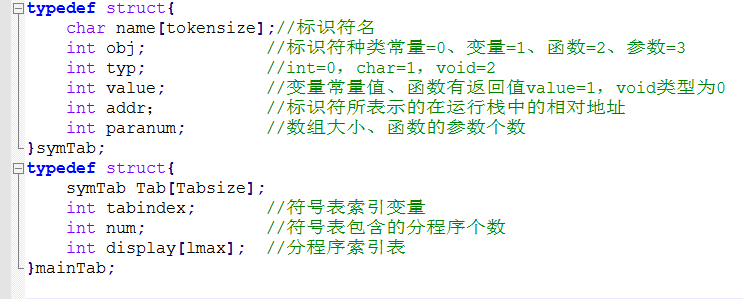 typedef struct{
char name[tokensize];//标识符名
int obj; //标识符种类常量=0、变量=1、函数=2、参数=3
int typ; //int=0, char=1, void=2
int value; //变量常量值、函数有返回值value=1, void类型为0
int addr; //标识符所表示的在运行栈中的相对地址
int paranum; //数组大小、函数的参数个数
}symTab;
typedef struct{
symTab Tab[Tabsize];
int tabindex; //符号表索引变量
int num; //符号表包含的分程序个数
int display[lmax]; //分程序索引表
}mainTab;